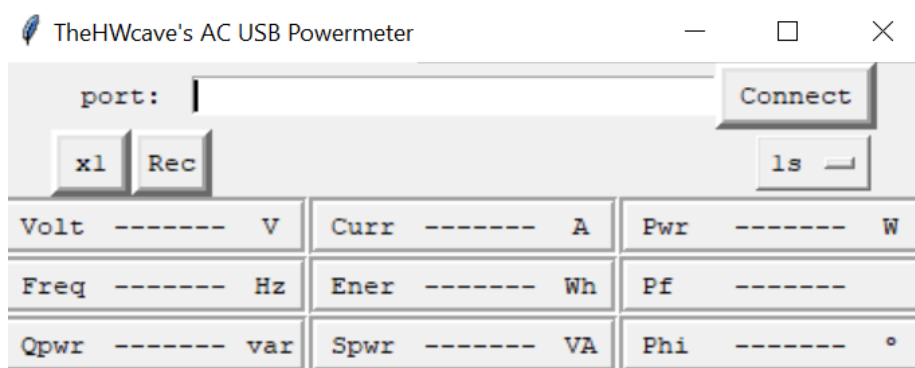 TheHWcave's AC USB Powermeter
port: Connect
x1 Rec 1s
Volt ------- V Curr ------- A Pwr ------- W
Freq ------- Hz Ener ------- Wh Pf -------
Qpwr ------- var Spwr ------- VA Phi ------- °